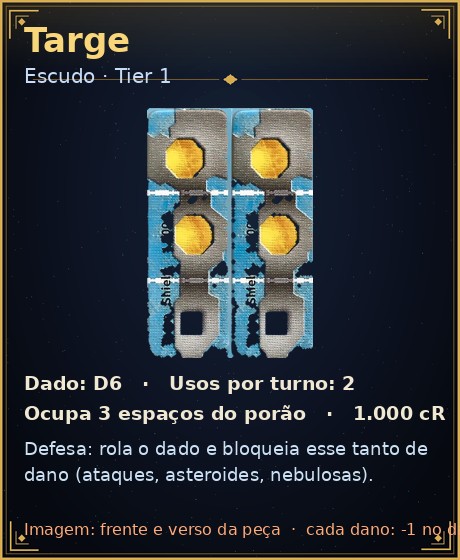 Targe
Escudo · Tier 1
Shiel
Shiel
Dado: D6 · Usos por turno: 2
Ocupa 3 espaços do porão · 1.000 cR
Defesa: rola o dado e bloqueia esse tanto de
dano (ataques, asteroides, nebulosas).
Imagem: frente e verso da peça · cada dano: -1 no d